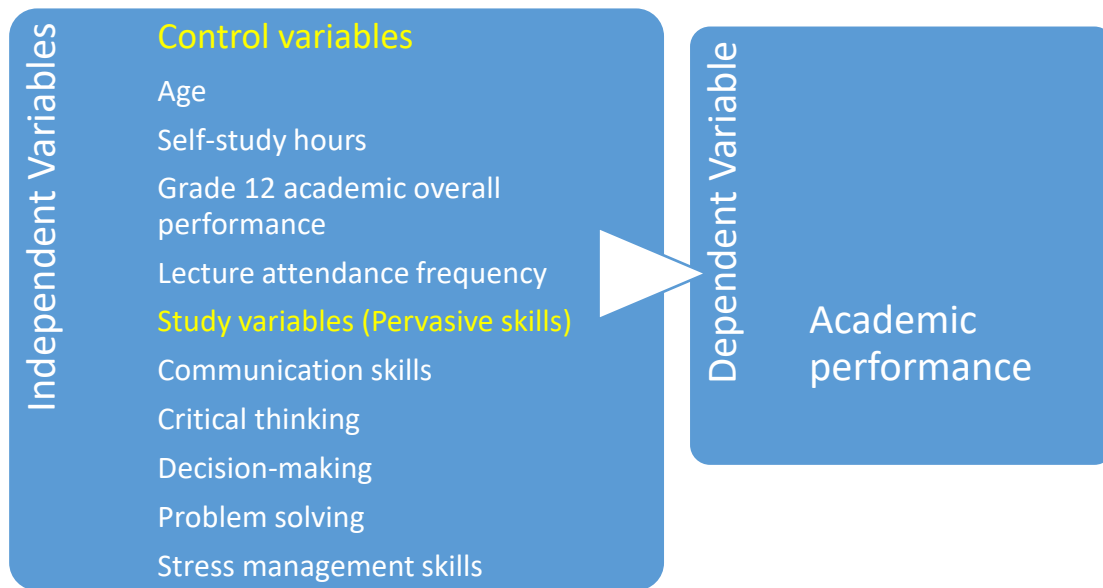 Independent Variables
Control variables
Age
Self-study hours
Grade 12 academic overall
performance
Lecture attendance frequency
Study variables (Pervasive skills)
Communication skills
Critical thinking
Decision-making
Problem solving
Stress management skills
Dependent Variable
Academic
performance